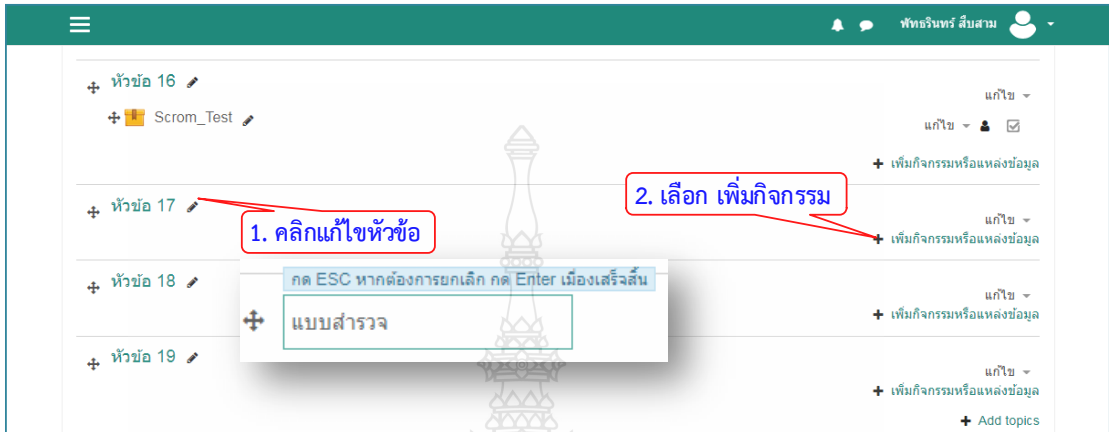 พัทธรินทร์ สืบสาม
หัวข้อ 16
แก้ไข
Scrom_Test
แก้ไข
เพิ่มกิจกรรมหรือแหล่งข้อมูล
หัวข้อ 17
2. เลือก เพิ่มกิจกรรม
1. คลิกแก้ไขหัวข้อ
แก้ไข
เพิ่มกิจกรรมหรือแหล่งข้อมูล
หัวข้อ 18
กด ESC หากต้องการยกเลิก กด Enter เมื่องเสร็จสิ้น
แก้ไข
เพิ่มกิจกรรมหรือแหล่งข้อมูล
แบบสำรวจ
หัวข้อ 19
แก้ไข
เพิ่มกิจกรรมหรือแหล่งข้อมูล
Add topics